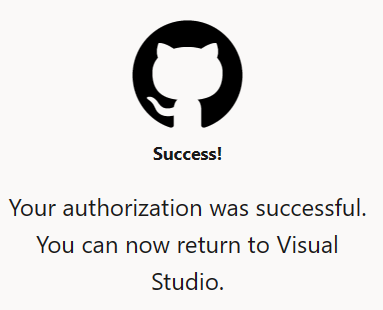 Success!
Your authorization was successful.
You can now return to Visual
Studio.